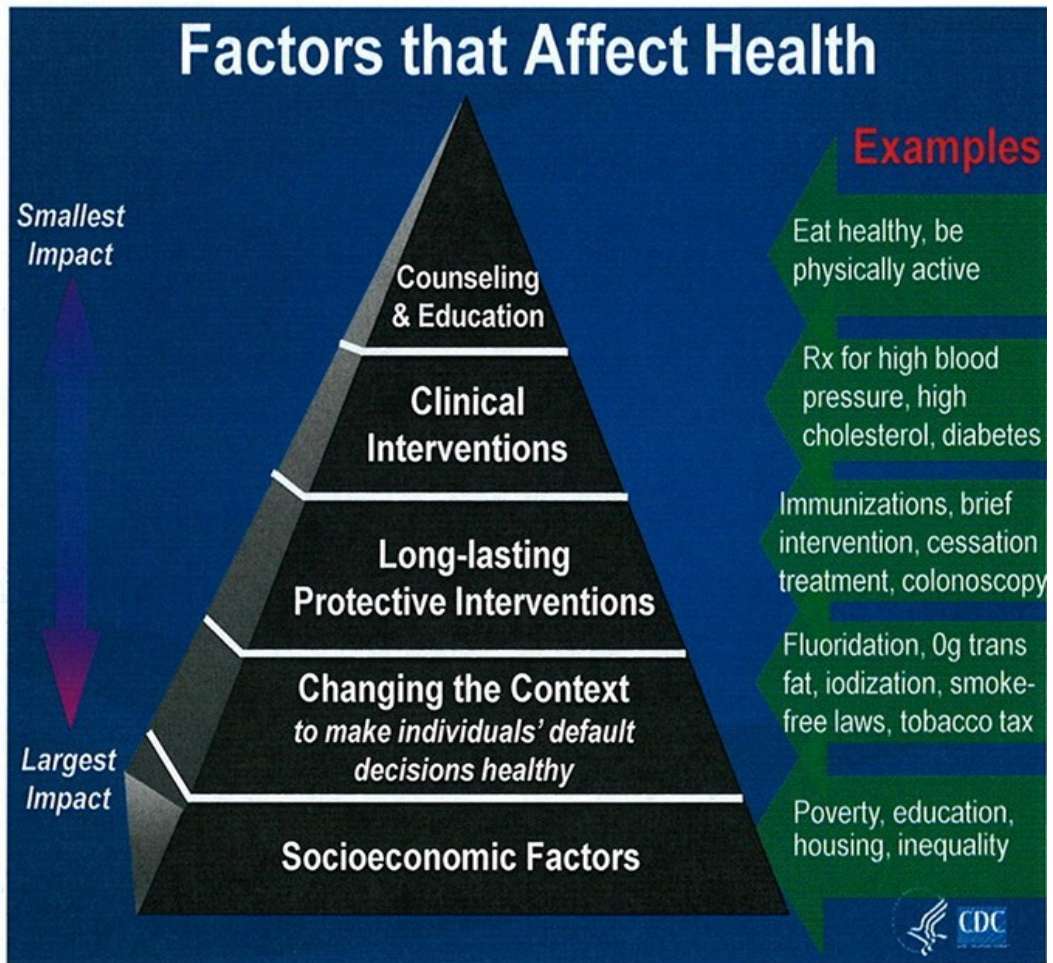 Factors that Affect Health
Examples
Smallest
Impact
Counseling
& Education
Eat healthy, be
physically active
Clinical
Interventions
Rx for high blood
pressure, high
cholesterol, diabetes
Long-lasting
Protective Interventions
Immunizations, brief
intervention, cessation
treatment, colonoscopy
Changing the Context
to make individuals' default
decisions healthy
Fluoridation, 0g trans
fat, iodization, smoke-
free laws, tobacco tax
Largest
Impact
Socioeconomic Factors
Poverty, education,
housing, inequality
CDC